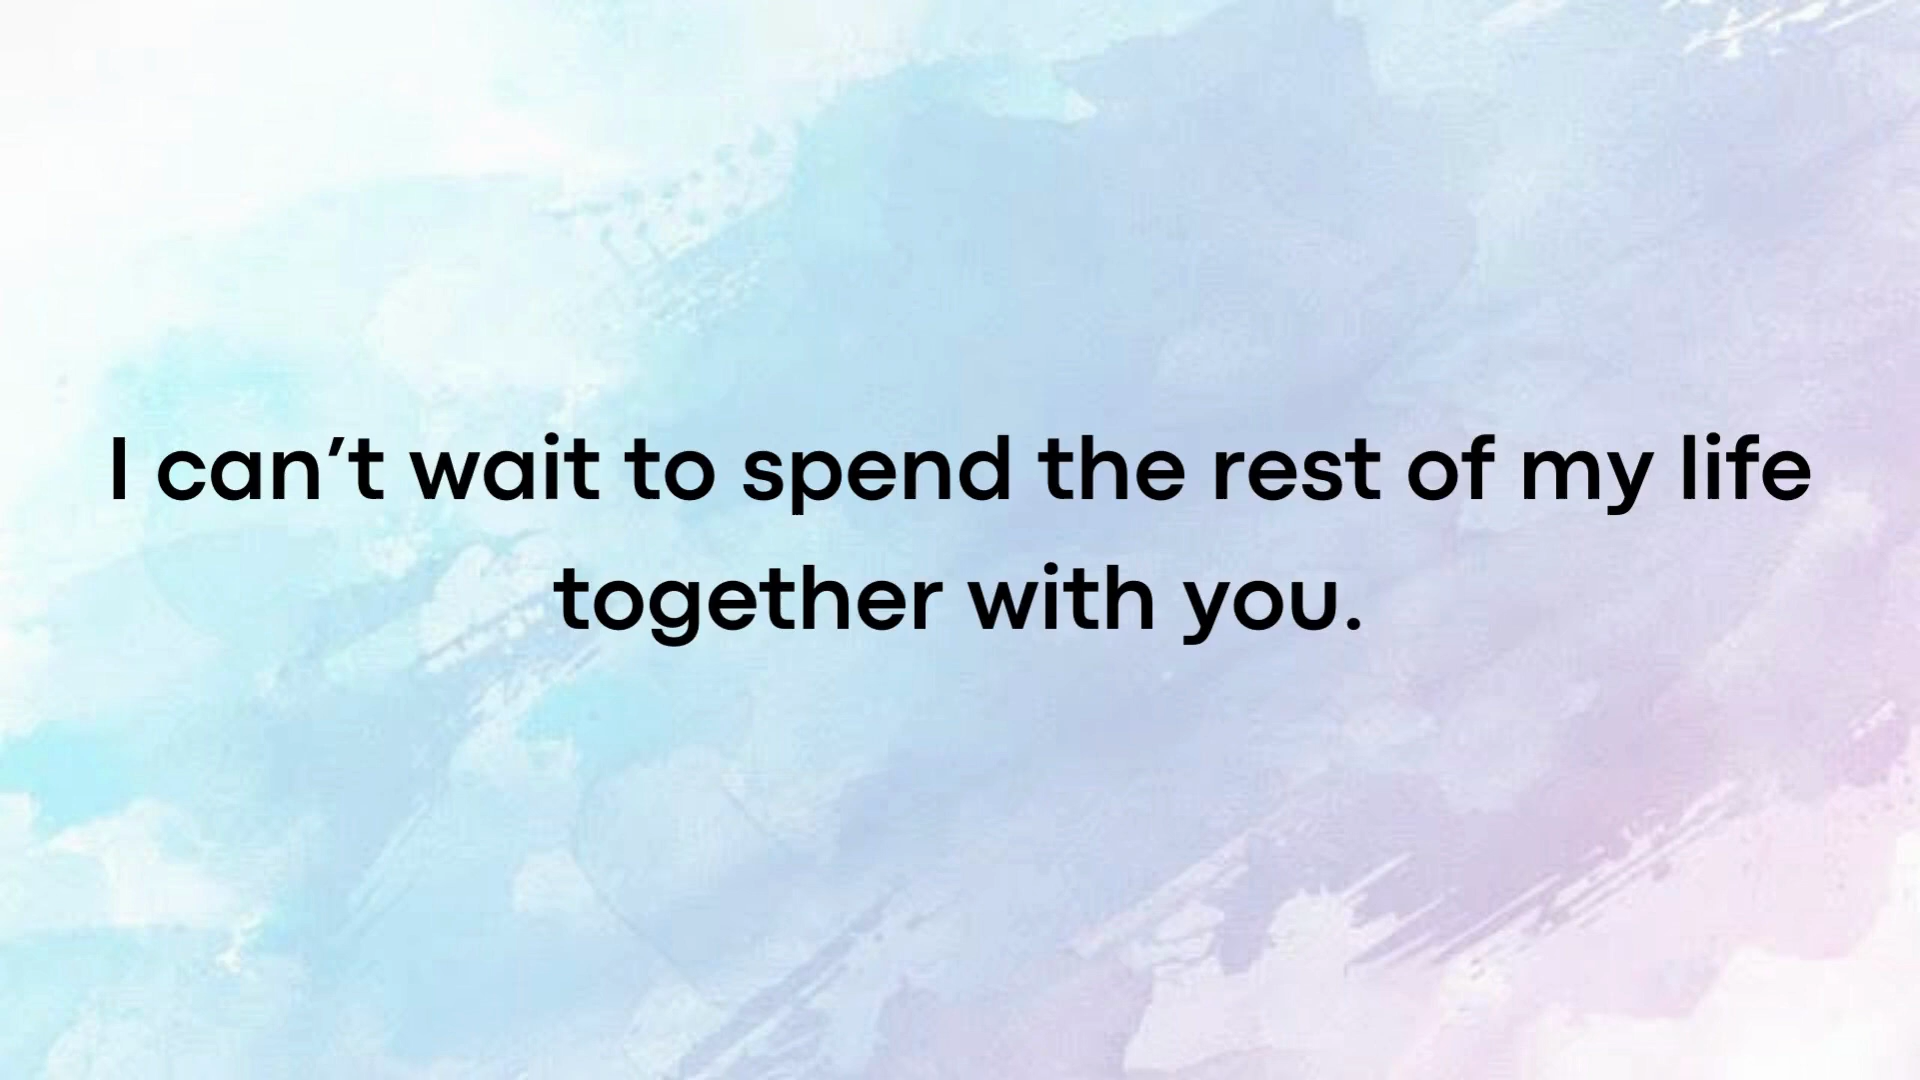 I can’t wait to spend the rest of my life
together with you.